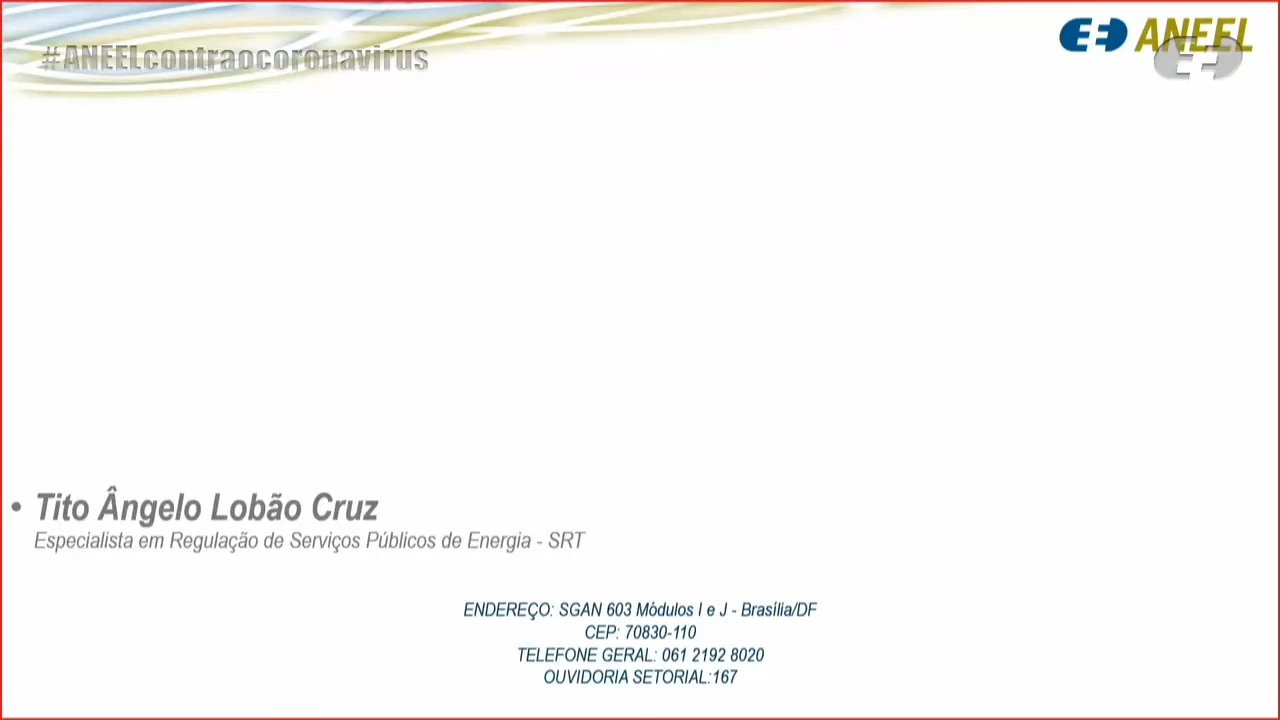 #ANEELcontraocoronavirus
ANEEL
• Tito Ângelo Lobão Cruz
Especialista em Regulação de Serviços Públicos de Energia - SRT
ENDEREÇO: SGAN 603 Módulos I e J - Brasília/DF
CEP: 70830-110
TELEFONE GERAL: 061 2192 8020
OUVIDORIA SETORIAL:167